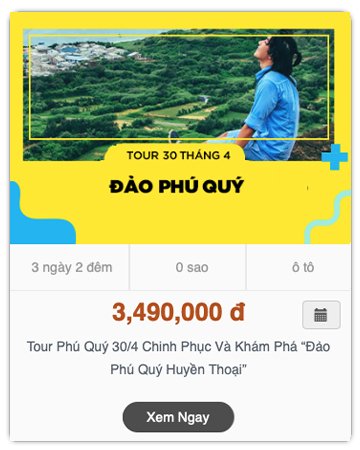 TOUR 30 THÁNG 4
ĐẢO PHÚ QUÝ
3 ngày 2 đêm
0 sao
ô tô
3,490,000 đ
Tour Phú Quý 30/4 Chinh Phục Và Khám Phá “Đảo
Phú Quý Huyền Thoại”
Xem Ngay